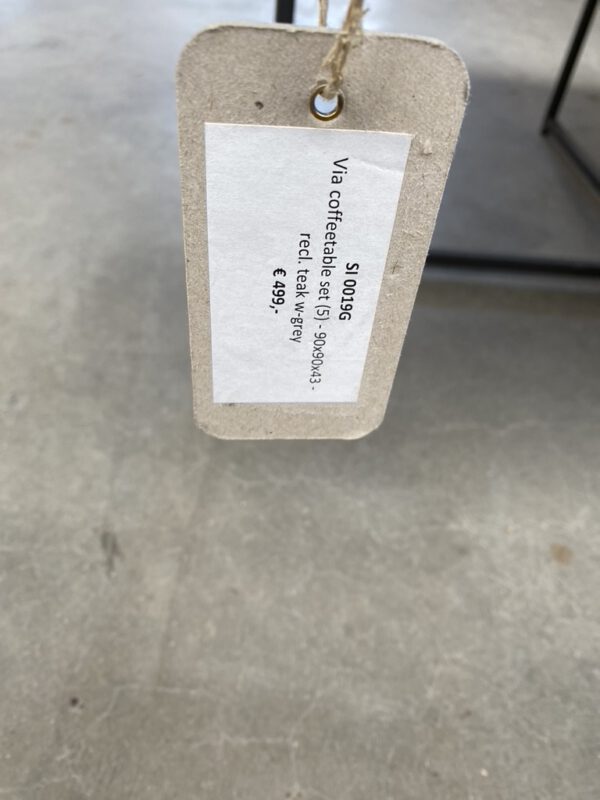 SI 0019G
Via coffeetable set (5) - 90x90x43 -
recl. teak w-grey
€ 499,-